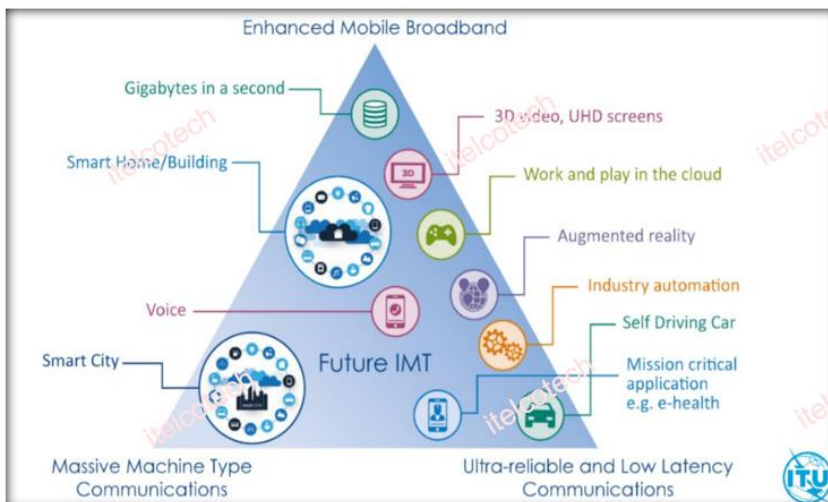 Enhanced Mobile Broadband
Gigabytes in a second
3D video, UHD screens
Smart Home/Building
3D
Work and play in the cloud
Augmented reality
Industry automation
Voice
Self Driving Car
Smart City
Future IMT
Mission critical
application
e.g. e-health
Massive Machine Type
Communications
Ultra-reliable and Low Latency
Communications
ITU
itelcotech
itelcotech
itelcotech
itelcotech
itelcotech